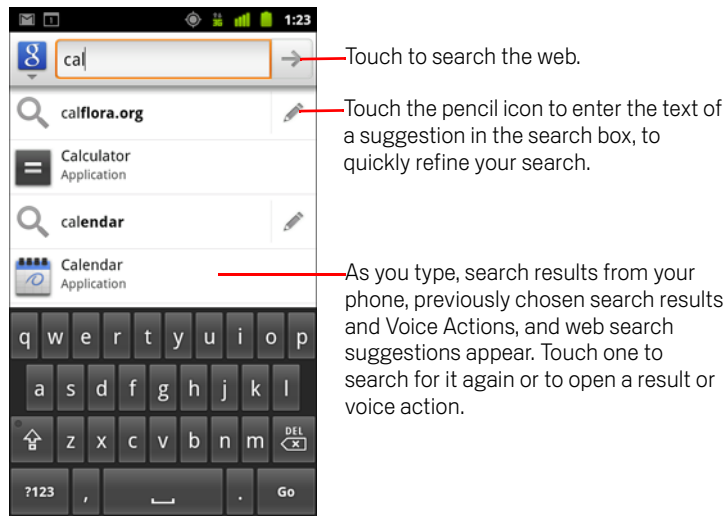 1
3G
1:23
8
cal
Touch to search the web.
calflora.org
Touch the pencil icon to enter the text of
a suggestion in the search box, to
quickly refine your search.
Calculator
Application
calendar
Calendar
Application
As you type, search results from your
phone, previously chosen search results
and Voice Actions, and web search
suggestions appear. Touch one to
search for it again or to open a result or
voice action.
q w e r t y u i o p
a s d f g h j k l
z x c v b n m DEL
?123 , . Go